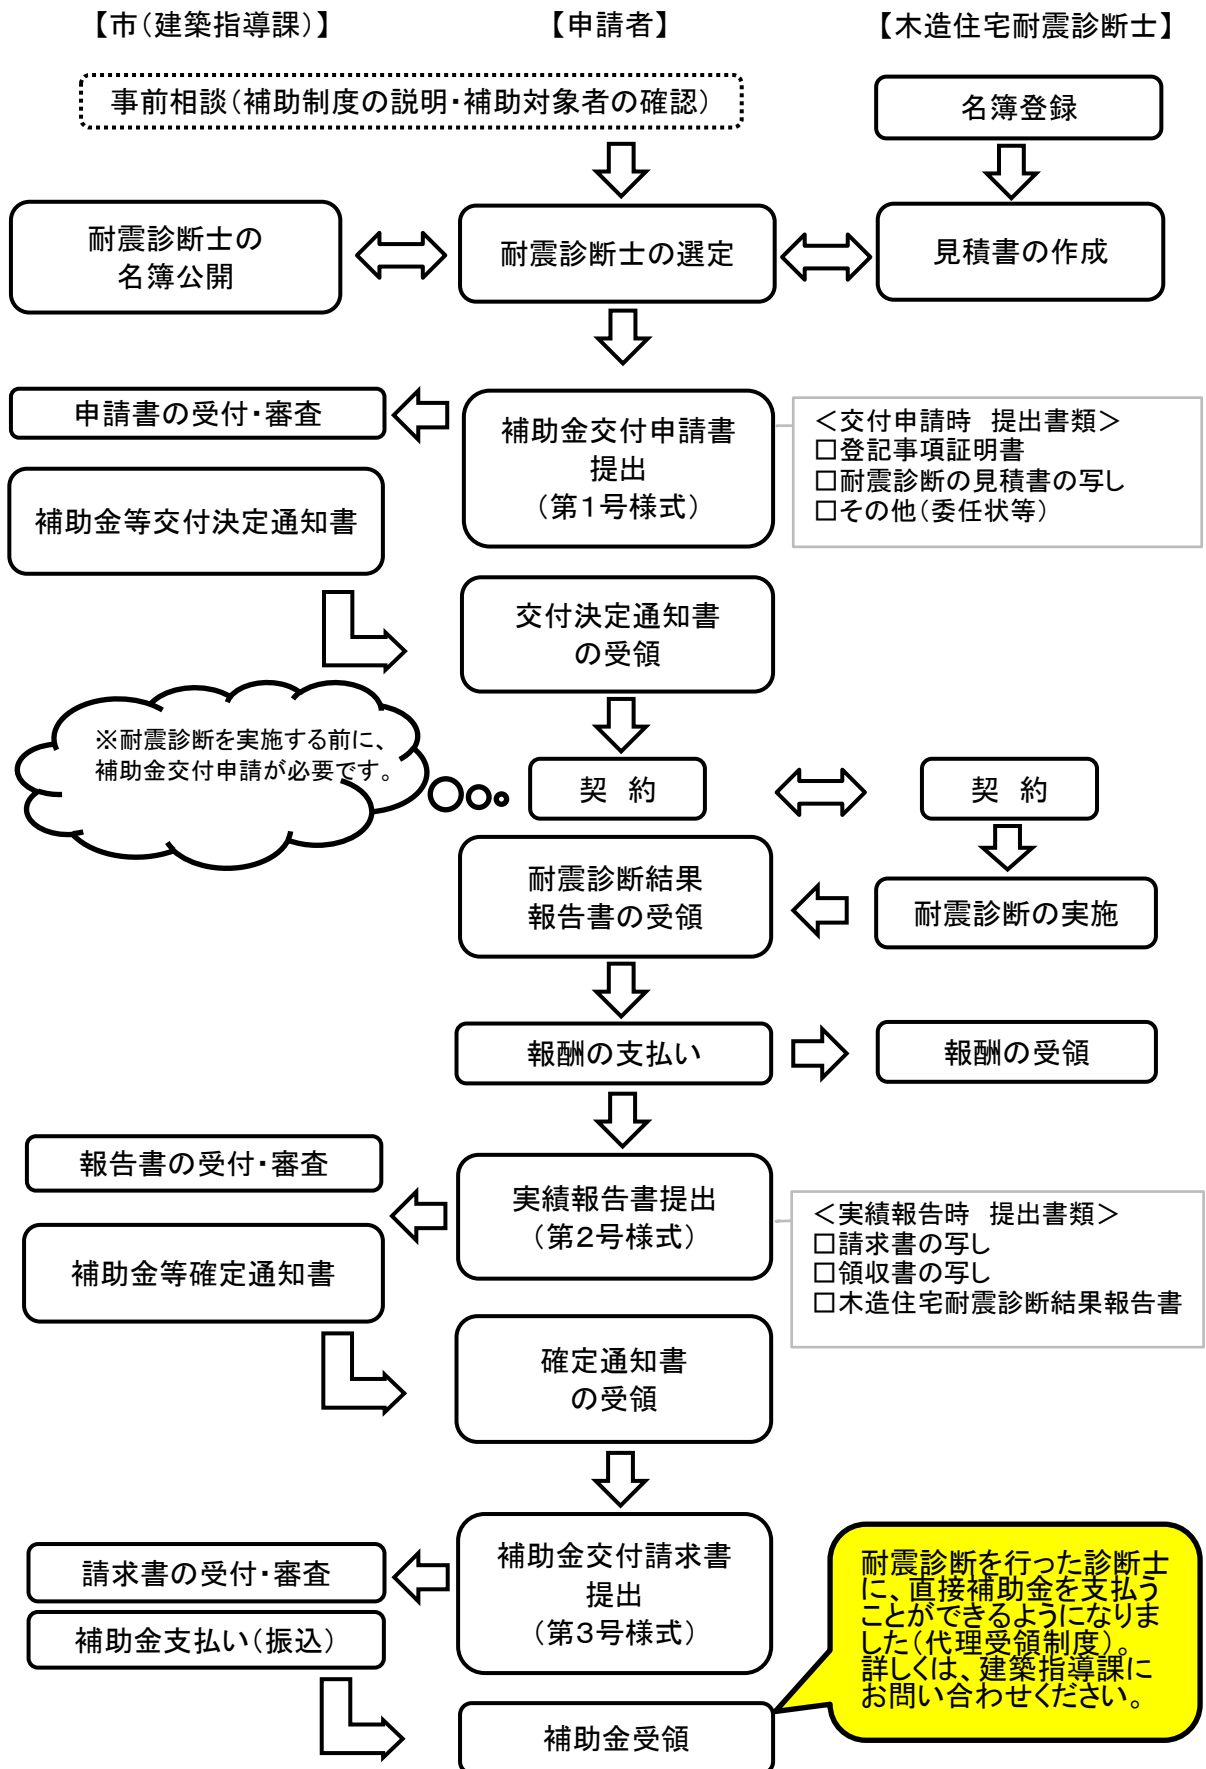 【市(建築指導課)】
【申請者】
【木造住宅耐震診断士】
事前相談(補助制度の説明・補助対象者の確認)
名簿登録
耐震診断士の
名簿公開
耐震診断士の選定
見積書の作成
申請書の受付・審査
補助金交付申請書
提出
(第1号様式)
<交付申請時 提出書類>
□登記事項証明書
□耐震診断の見積書の写し
□その他(委任状等)
補助金等交付決定通知書
交付決定通知書
の受領
※耐震診断を実施する前に、
補助金交付申請が必要です。
契 約
契 約
耐震診断結果
報告書の受領
耐震診断の実施
報酬の支払い
報酬の受領
報告書の受付・審査
実績報告書提出
(第2号様式)
<実績報告時 提出書類>
□請求書の写し
□領収書の写し
□木造住宅耐震診断結果報告書
補助金等確定通知書
確定通知書
の受領
請求書の受付・審査
補助金交付請求書
提出
(第3号様式)
補助金支払い(振込)
耐震診断を行った診断士
に、直接補助金を支払う
ことができるようになりま
した(代理受領制度)。
詳しくは、建築指導課に
お問い合わせください。
補助金受領